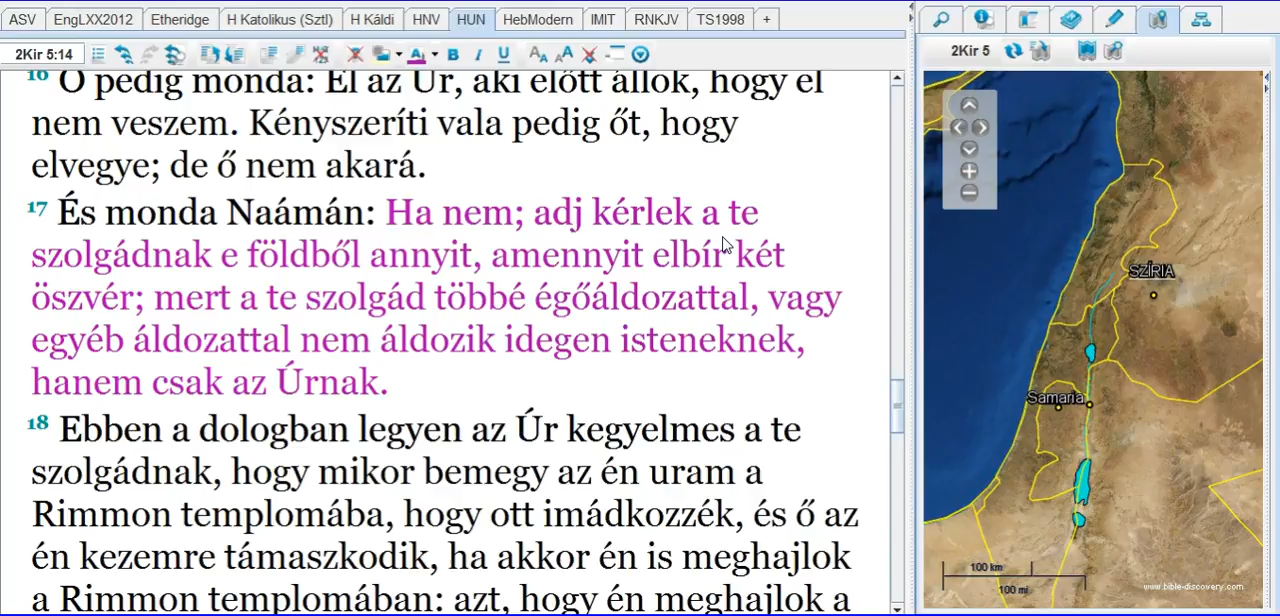 ASV EngLXX2012 Etheridge H Katolikus (Sztl) H Káldi HNV HUN HebModern IMIT RNKJV TS1998 +
2Kir 5:14
2Kir 5
16 Ő pedig monda: Él az Úr, aki előtt állok, hogy el
nem veszem. Kényszeríti vala pedig őt, hogy
elvegye; de ő nem akará.
17 És monda Naámán: Ha nem; adj kérlek a te
szolgádnak e földből annyit, amennyit elbír két
öszvér; mert a te szolgád többé égőáldozattal, vagy
egyéb áldozattal nem áldozik idegen isteneknek,
hanem csak az Úrnak.
18 Ebben a dologban legyen az Úr kegyelmes a te
szolgádnak, hogy mikor bemegy az én uram a
Rimmon templomába, hogy ott imádkozzék, és ő az
én kezemre támaszkodik, ha akkor én is meghajlok
a Rimmon templomában: azt, hogy én meghajlok a
SZÍRIA
Samaria
100 km
100 mi
www.bible-discovery.com